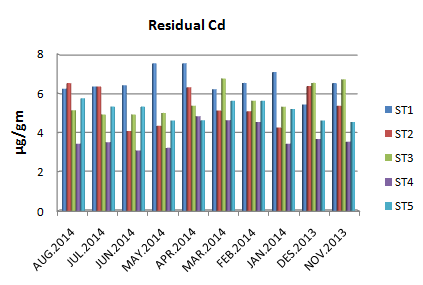 Residual Cd
µg/gm
8
6
4
2
0
AUG.2014
JUL.2014
JUN.2014
MAY.2014
APR.2014
MAR.2014
FEB.2014
JAN.2014
DES.2013
NOV.2013
ST1
ST2
ST3
ST4
ST5